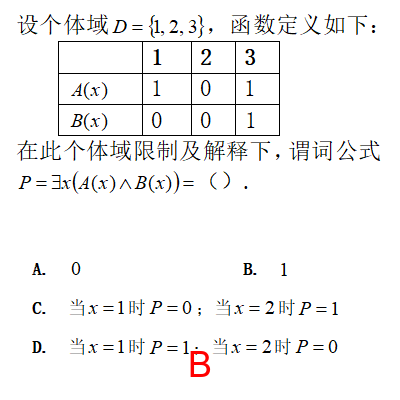 设个体域 D = {1, 2, 3}，函数定义如下：
1 2 3
A(x) 1 0 1
B(x) 0 0 1
在此个体域限制及解释下，谓词公式
P = ∃x(A(x) ∧ B(x)) = （）.
A. 0 B. 1
C. 当 x = 1 时 P = 0； 当 x = 2 时 P = 1
D. 当 x = 1 时 P = 1； 当 x = 2 时 P = 0
B